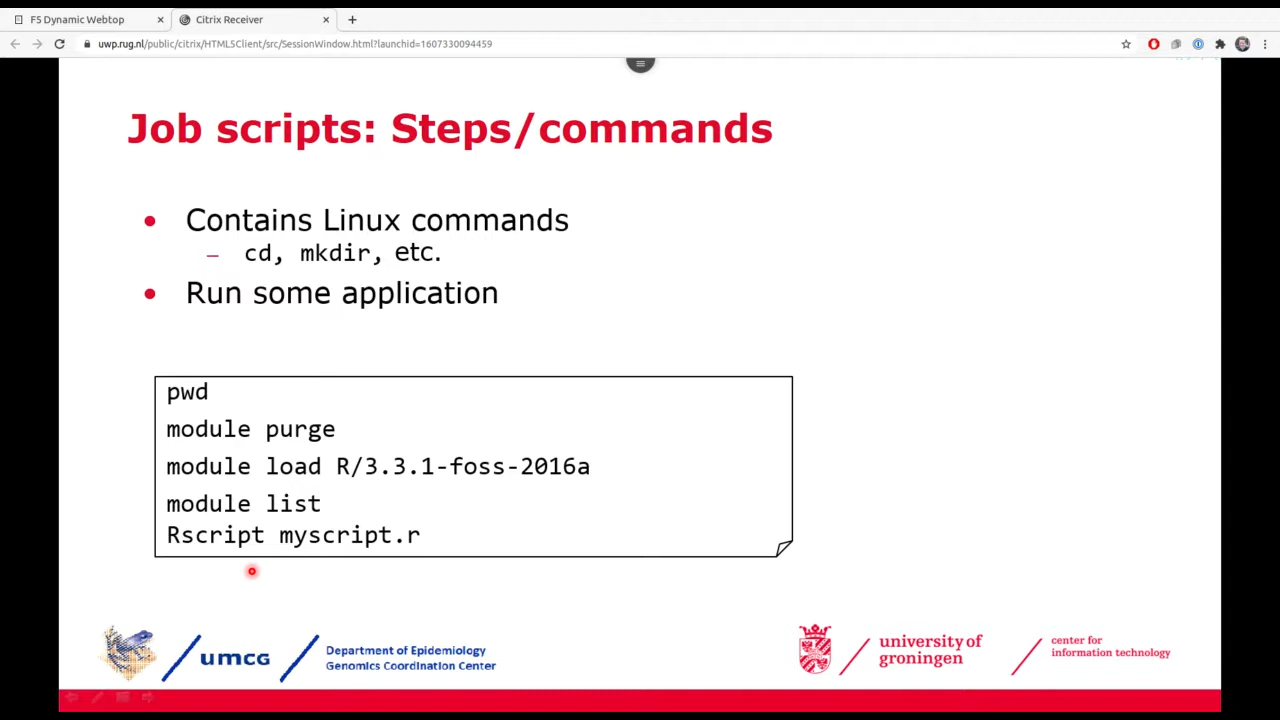 F5 Dynamic Webtop
Citrix Receiver
uwp.rug.nl/public/citrix/HTML5Client/src/SessionWindow.html?launchid=1607330094459
Job scripts: Steps/commands
• Contains Linux commands
– cd, mkdir, etc.
• Run some application
pwd
module purge
module load R/3.3.1-foss-2016a
module list
Rscript myscript.r
umcg
Department of Epidemiology
Genomics Coordination Center
university of
groningen
center for
information technology